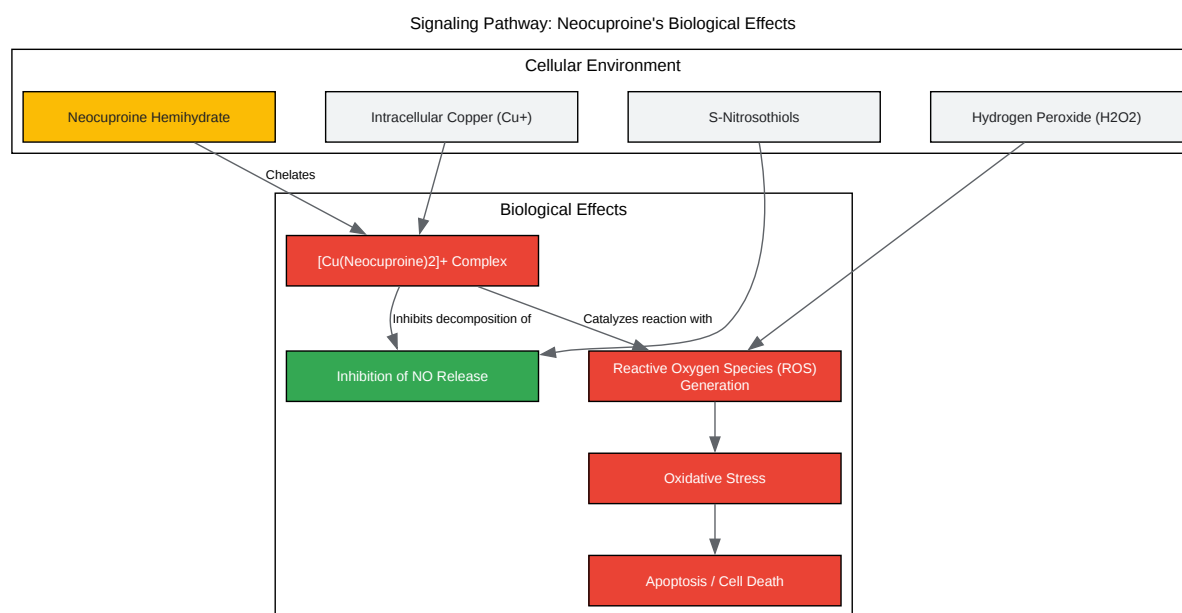 Signaling Pathway: Neocuproine's Biological Effects
Cellular Environment
Neocuproine Hemihydrate
Intracellular Copper (Cu+)
S-Nitrosothiols
Hydrogen Peroxide (H2O2)
Chelates
Biological Effects
[Cu(Neocuproine)2]+ Complex
Inhibits decomposition of
Catalyzes reaction with
Inhibition of NO Release
Reactive Oxygen Species (ROS)
Generation
Oxidative Stress
Apoptosis / Cell Death